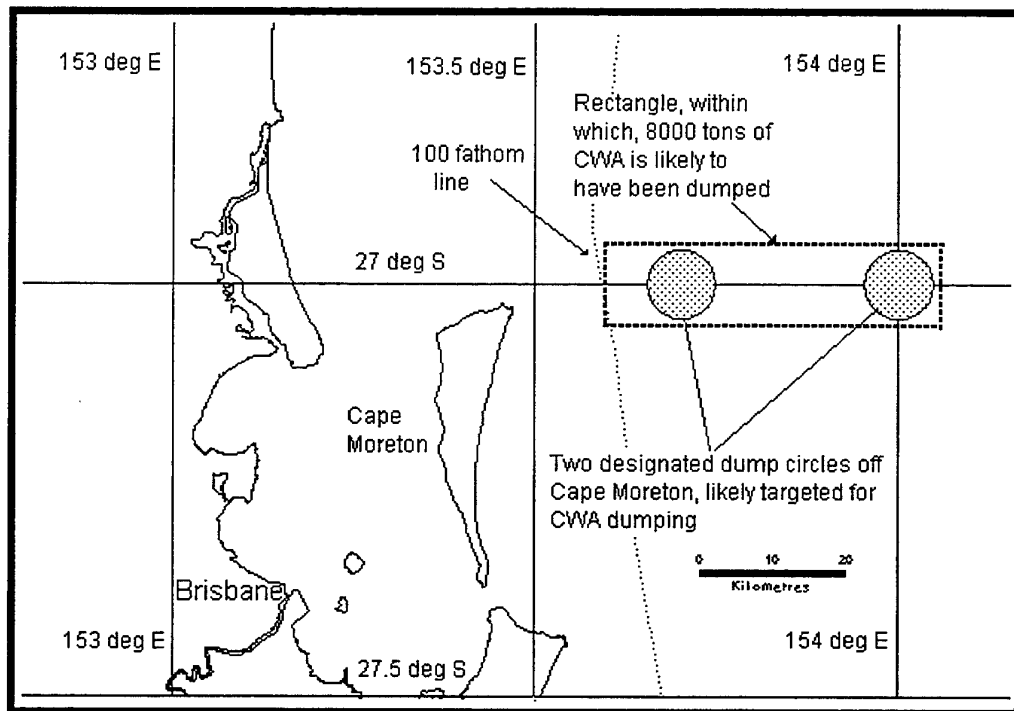 153 deg E
153.5 deg E
154 deg E
Rectangle, within
which, 8000 tons of
CWA is likely to
have been dumped
100 fathom
line
27 deg S
Cape
Moreton
Two designated dump circles off
Cape Moreton, likely targeted for
CWA dumping
0 10 20
Kilometres
Brisbane
153 deg E
27.5 deg S
154 deg E